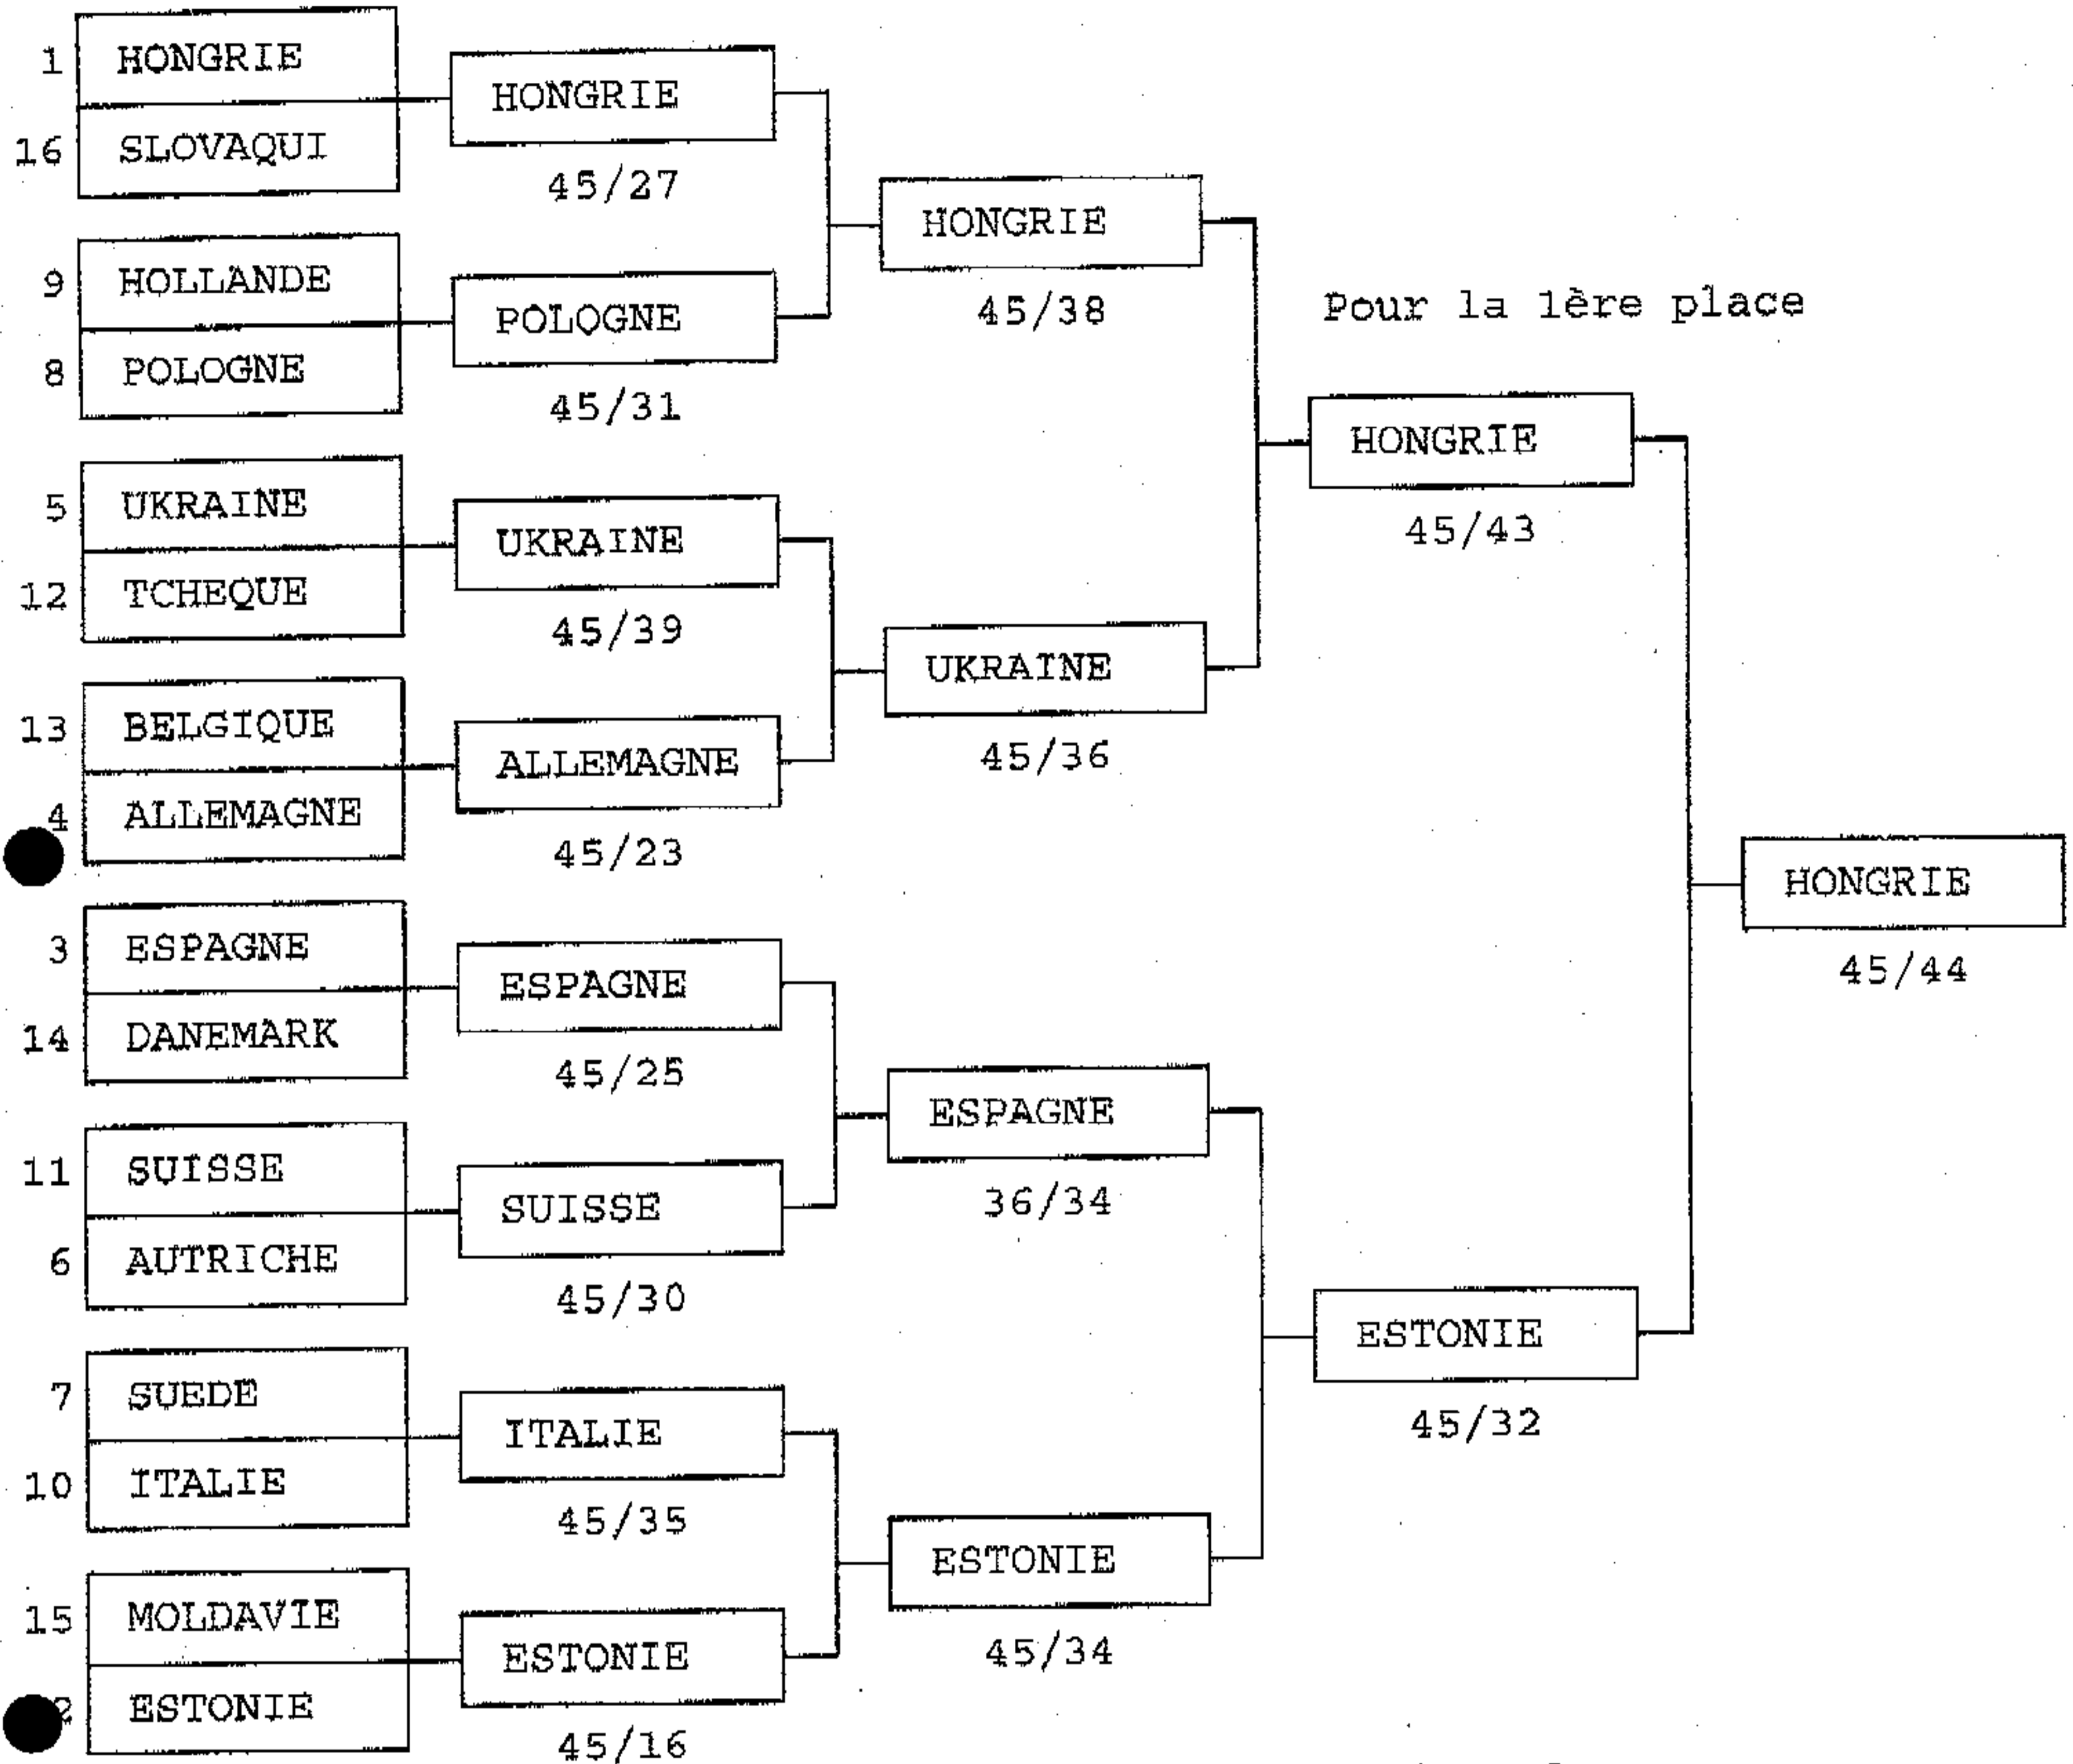 1 HONGRIE
16 SLOVAQUI
HONGRIE
45/27
9 HOLLANDE
8 POLOGNE
POLOGNE
45/31
HONGRIE
45/38
5 UKRAINE
12 TCHEQUE
UKRAINE
45/39
13 BELGIQUE
4 ALLEMAGNE
ALLEMAGNE
45/23
UKRAINE
45/36
Pour la 1ère place
HONGRIE
45/43
3 ESPAGNE
14 DANEMARK
ESPAGNE
45/25
11 SUISSE
6 AUTRICHE
SUISSE
45/30
ESPAGNE
36/34
7 SUEDE
10 ITALIE
ITALIE
45/35
15 MOLDAVIE
2 ESTONIE
ESTONIE
45/16
ESTONIE
45/34
ESTONIE
45/32
HONGRIE
45/44